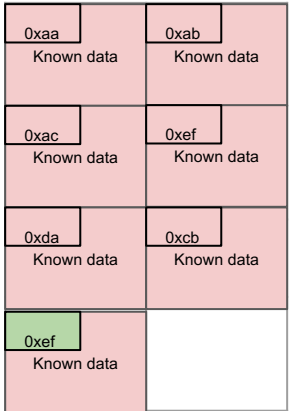 0xaa
Known data
0xab
Known data
0xac
Known data
0xef
Known data
0xda
Known data
0xcb
Known data
0xef
Known data